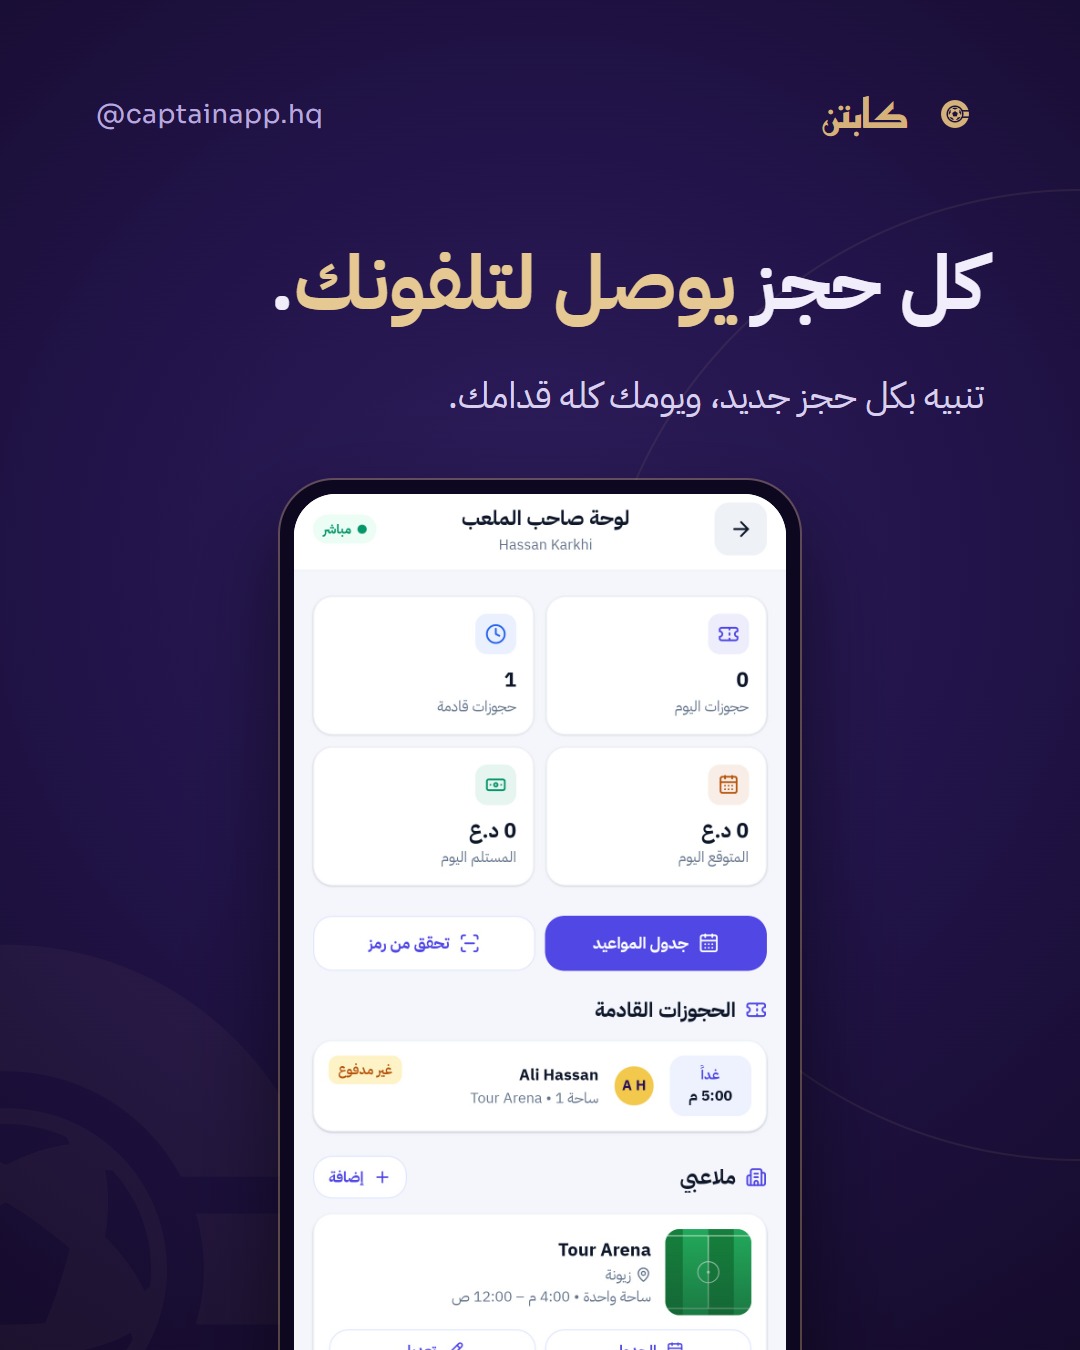 كابتن
@captainapp.hq
كل حجز يوصل لتلفونك.
تنبيه بكل حجز جديد، ويومك كله قدامك.
لوحة صاحب الملعب
Hassan Karkhi
مباشر
0
حجوزات اليوم
1
حجوزات قادمة
0 د.ع
المتوقع اليوم
0 د.ع
المستلم اليوم
جدول المواعيد
تحقق من رمز
الحجوزات القادمة
غداً
5:00 م
A H
Ali Hassan
Tour Arena • ساحة 1
غير مدفوع
ملاعبي
إضافة
Tour Arena
زيونة
ساحة واحدة • 4:00 م – 12:00 ص